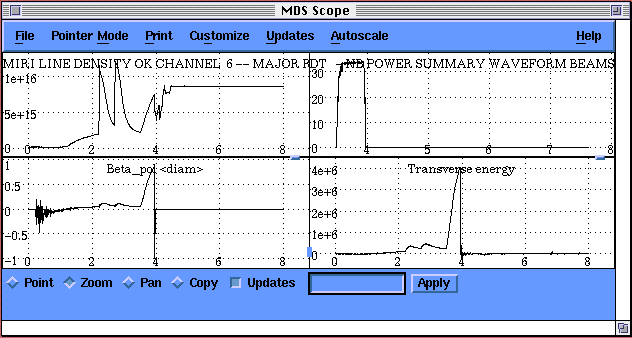 MDS Scope
File Pointer Mode Print Customize Updates Autoscale Help
MIRI LINE DENSITY OK CHANNEL 6 -- MAJOR RDT -- NB POWER SUMMARY WAVEFORM BEAMS
1e+16
5e+15
0
0 2 4 6 8
30
20
10
0
0 2 4 6 8
Beta_pol <diam>
1
0.5
0
-0.5
-1
0 2 4 6 8
Transverse energy
4e+6
3e+6
2e+6
1e+6
0
0 2 4 6 8
Point Zoom Pan Copy Updates Apply